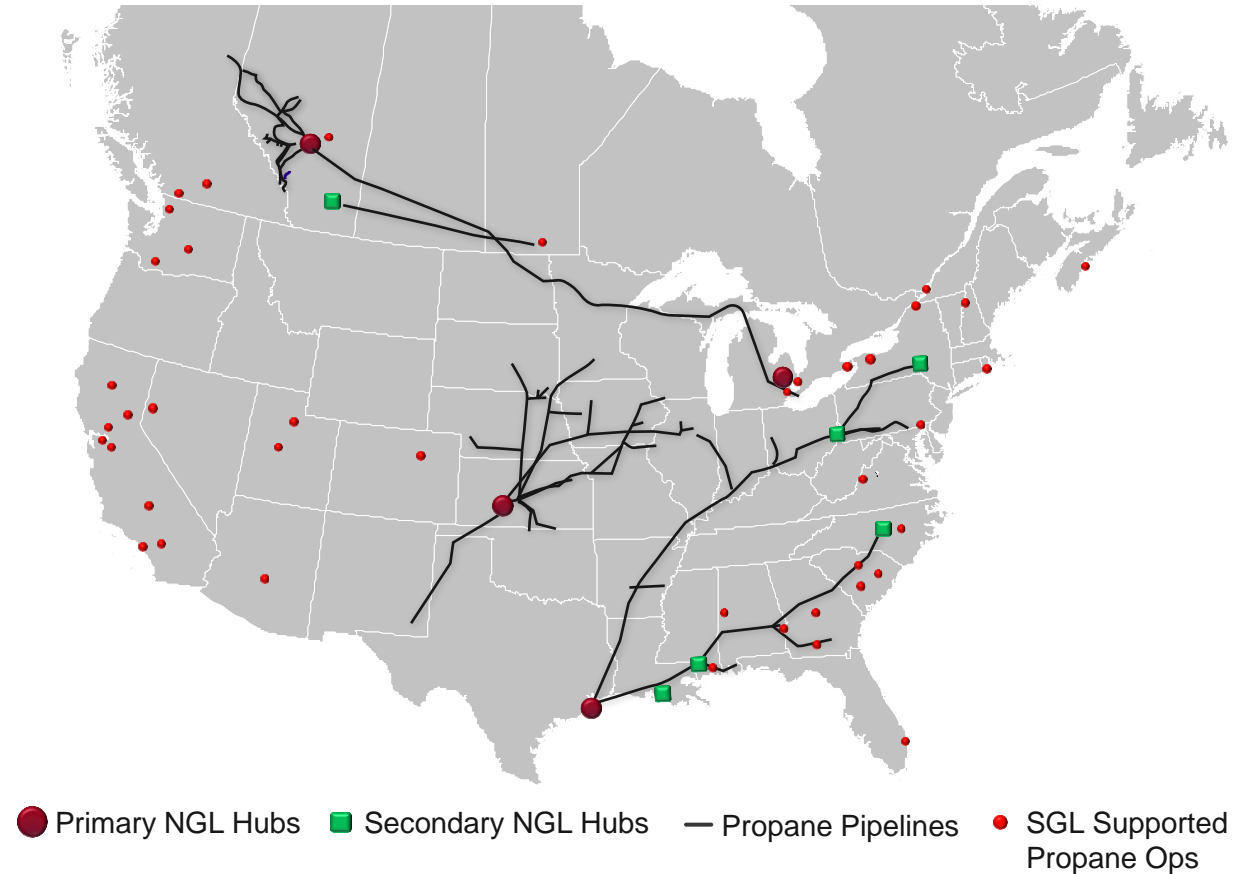 Primary NGL Hubs
Secondary NGL Hubs
Propane Pipelines
SGL Supported
Propane Ops